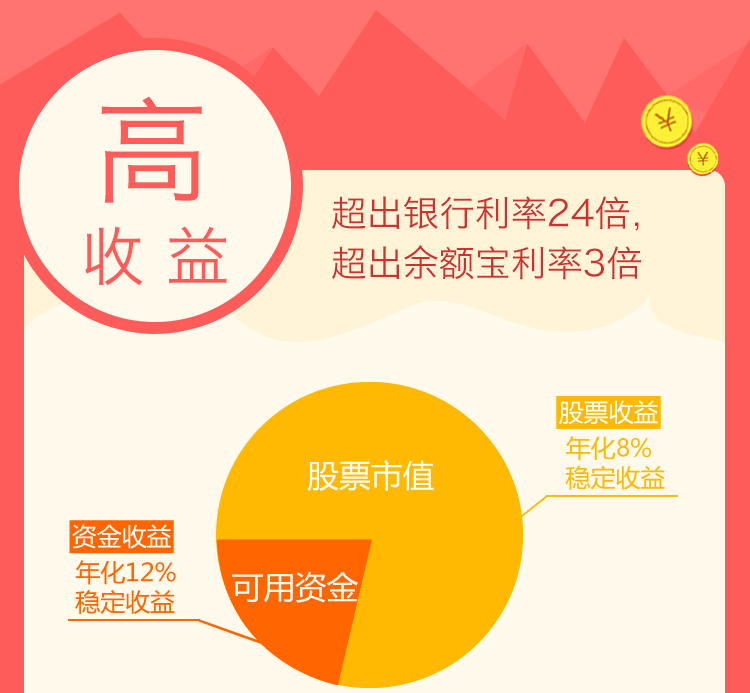 高
收益
超出银行利率24倍,
超出余额宝利率3倍
股票收益
年化8%
稳定收益
股票市值
资金收益
年化12%
稳定收益
可用资金